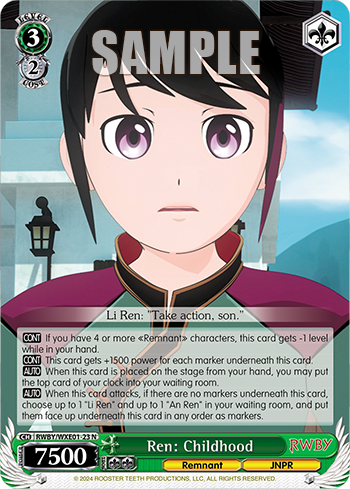 LEVEL
3
2
COST
SAMPLE
Li Ren: "Take action, son."
CONT If you have 4 or more «Remnant» characters, this card gets -1 level
while in your hand.
CONT This card gets +1500 power for each marker underneath this card.
AUTO When this card is placed on the stage from your hand, you may put
the top card of your clock into your waiting room.
AUTO When this card attacks, if there are no markers underneath this card,
choose up to 1 "Li Ren" and up to 1 "An Ren" in your waiting room, and put
them face up underneath this card in any order as markers.
RWBY/WXE01-23 N
Ren: Childhood
RWBY
POWER
7500
Remnant
JNPR
© 2024 ROOSTER TEETH PRODUCTIONS, LLC, ALL RIGHTS RESERVED.